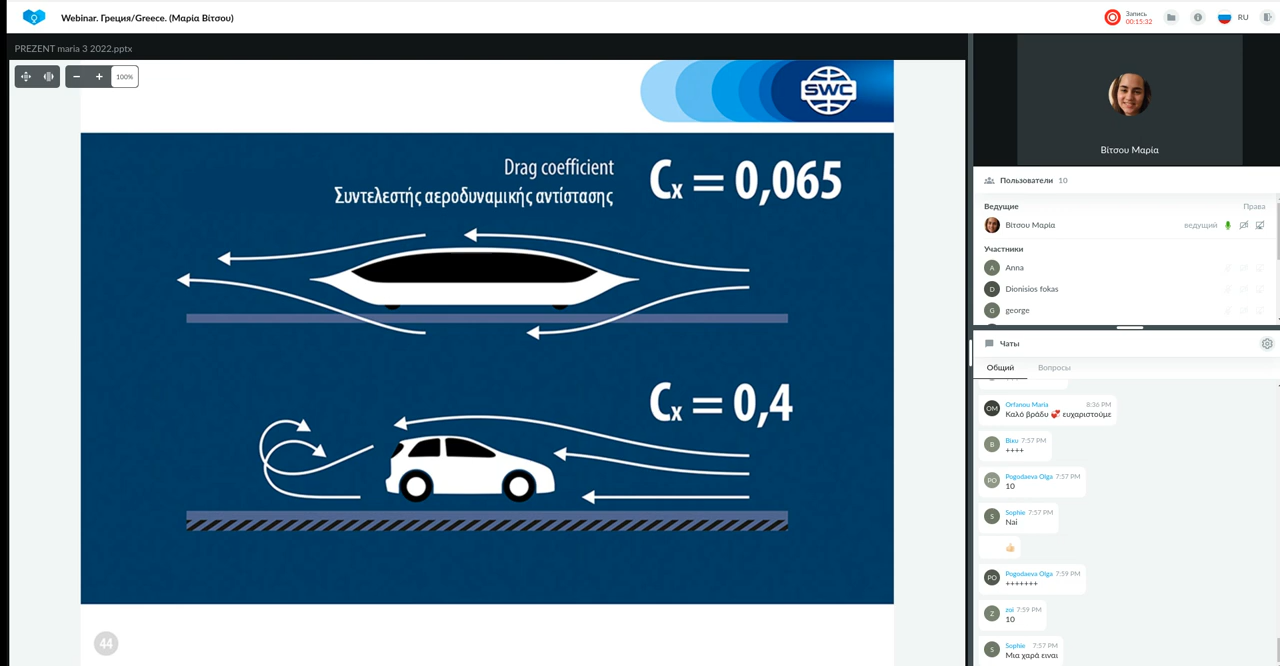 Webinar. Греция/Greece. (Μαρία Βίτσου)
Запись
00:15:32
RU
PREZENT maria 3 2022.pptx
100%
SWC
Drag coefficient
Συντελεστής αεροδυναμικής αντίστασης
Cx = 0,065
Cx = 0,4
44
Βίτσου Μαρία
Пользователи 10
Ведущие Права
Βίτσου Μαρία ведущий
Участники
A Anna
D Dionisios fokas
G george
Чаты
Общий Вопросы
OM Orfanou Maria 8:36 PM
Καλό βράδυ 💞 ευχαριστούμε
B Bixu 7:57 PM
++++
PO Pogodaeva Olga 7:57 PM
10
S Sophie 7:57 PM
Nai
👍🏻
PO Pogodaeva Olga 7:59 PM
+++++++
Z zoi 7:59 PM
10
S Sophie 7:57 PM
Μια χαρά ειναι